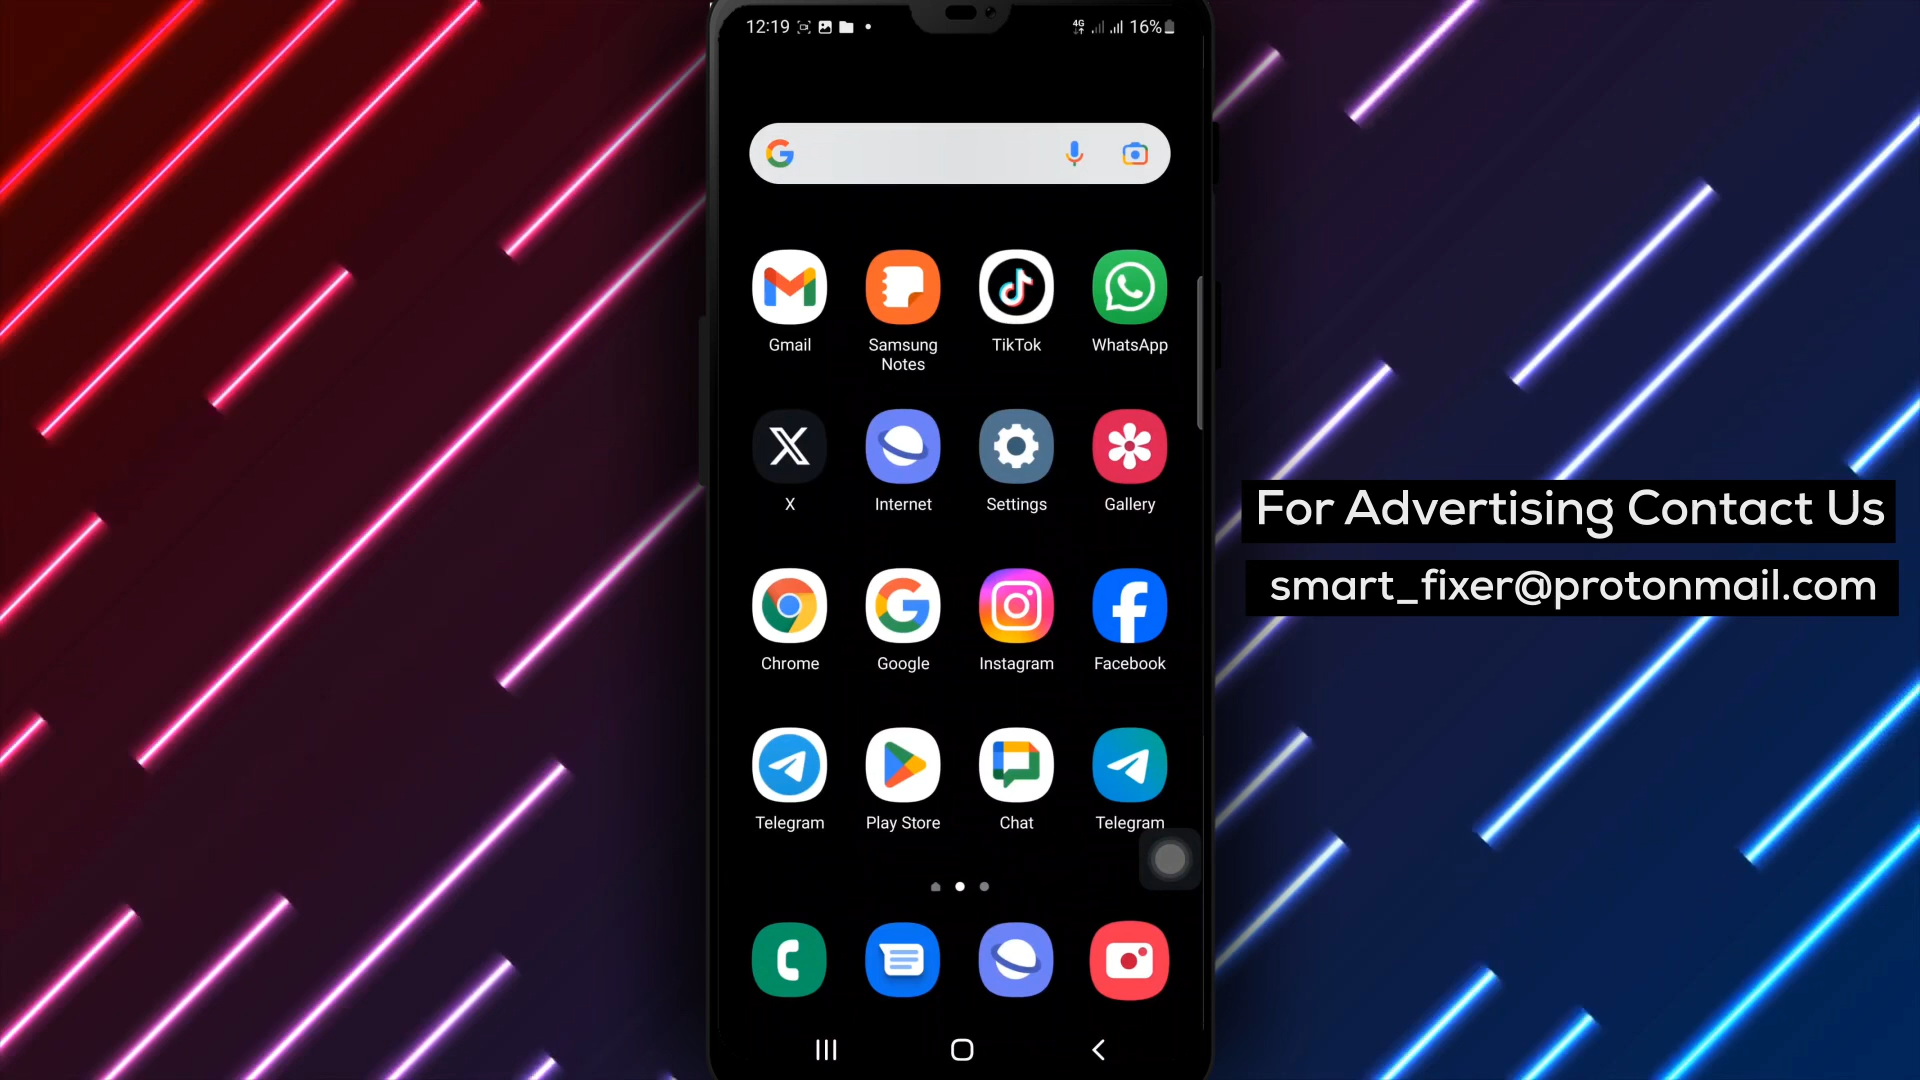 12:19
4G 16%
Gmail
Samsung
Notes
TikTok
WhatsApp
X
Internet
Settings
Gallery
For Advertising Contact Us
smart_fixer@protonmail.com
Chrome
Google
Instagram
Facebook
Telegram
Play Store
Chat
Telegram